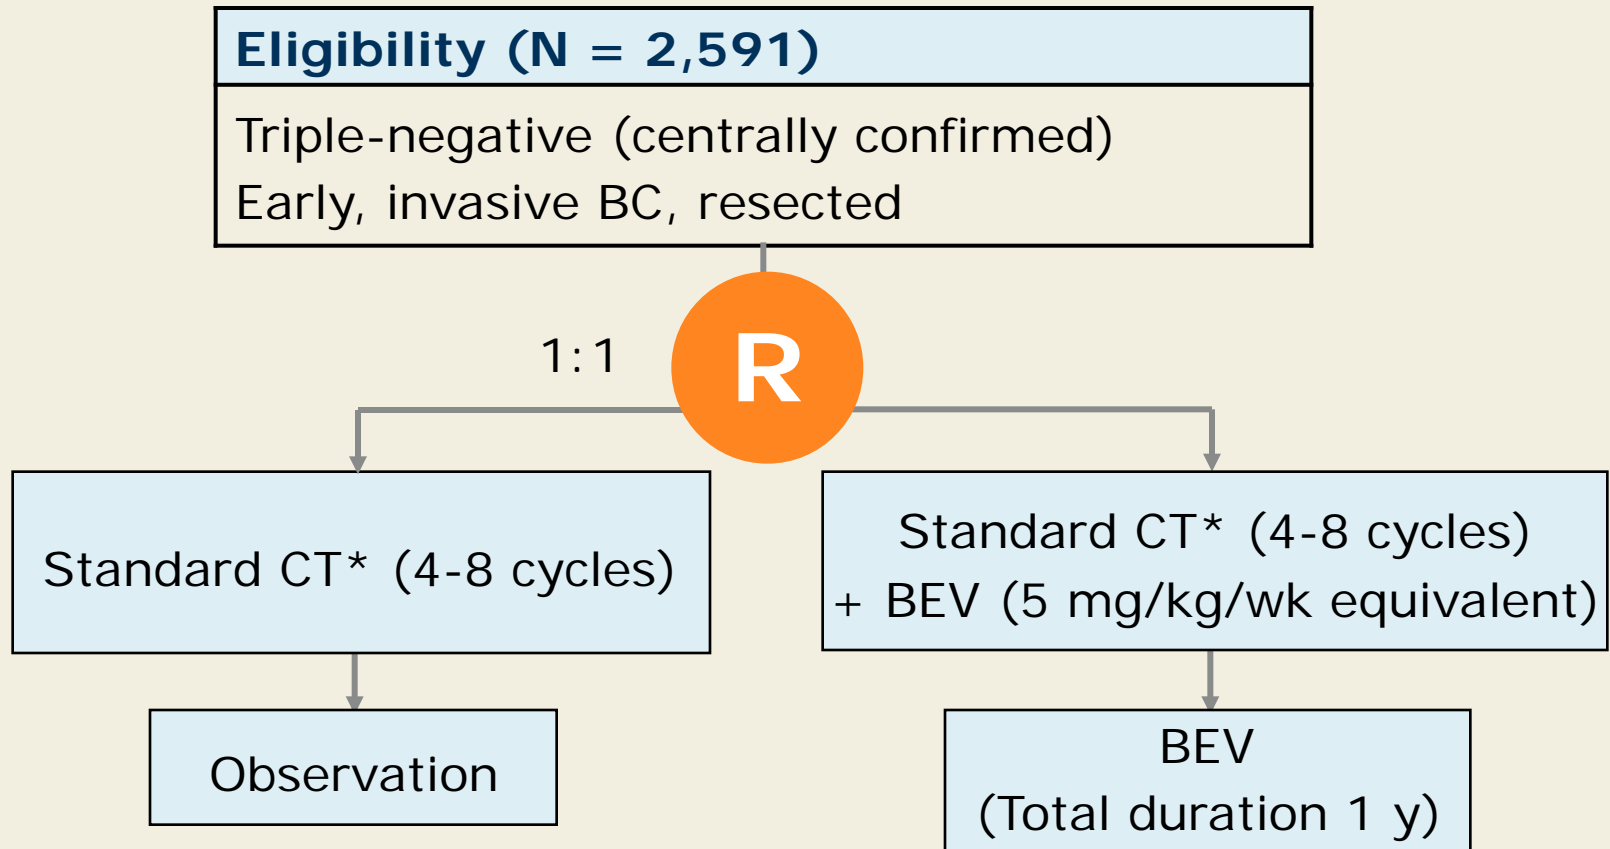 Eligibility (N = 2,591)
Triple-negative (centrally confirmed)
Early, invasive BC, resected
1:1
R
Standard CT* (4-8 cycles)
Standard CT* (4-8 cycles)
+ BEV (5 mg/kg/wk equivalent)
Observation
BEV
(Total duration 1 y)